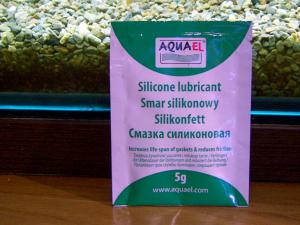 AQUAEL
Silicone lubricant
Smar silikonowy
Silikonfett
Смазка силиконовая
Increases life-span of gaskets & reduces friction
5g
www.aquael.com